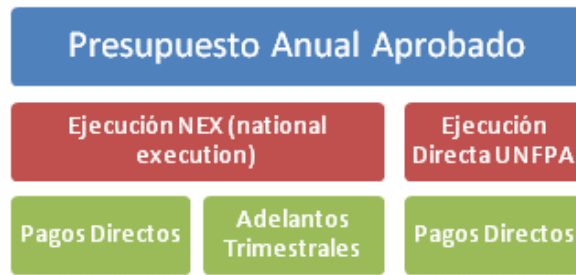 Presupuesto Anual Aprobado
Ejecución NEX (national
execution)
Ejecución
Directa UNFPA
Pagos Directos
Adelantos
Trimestrales
Pagos Directos